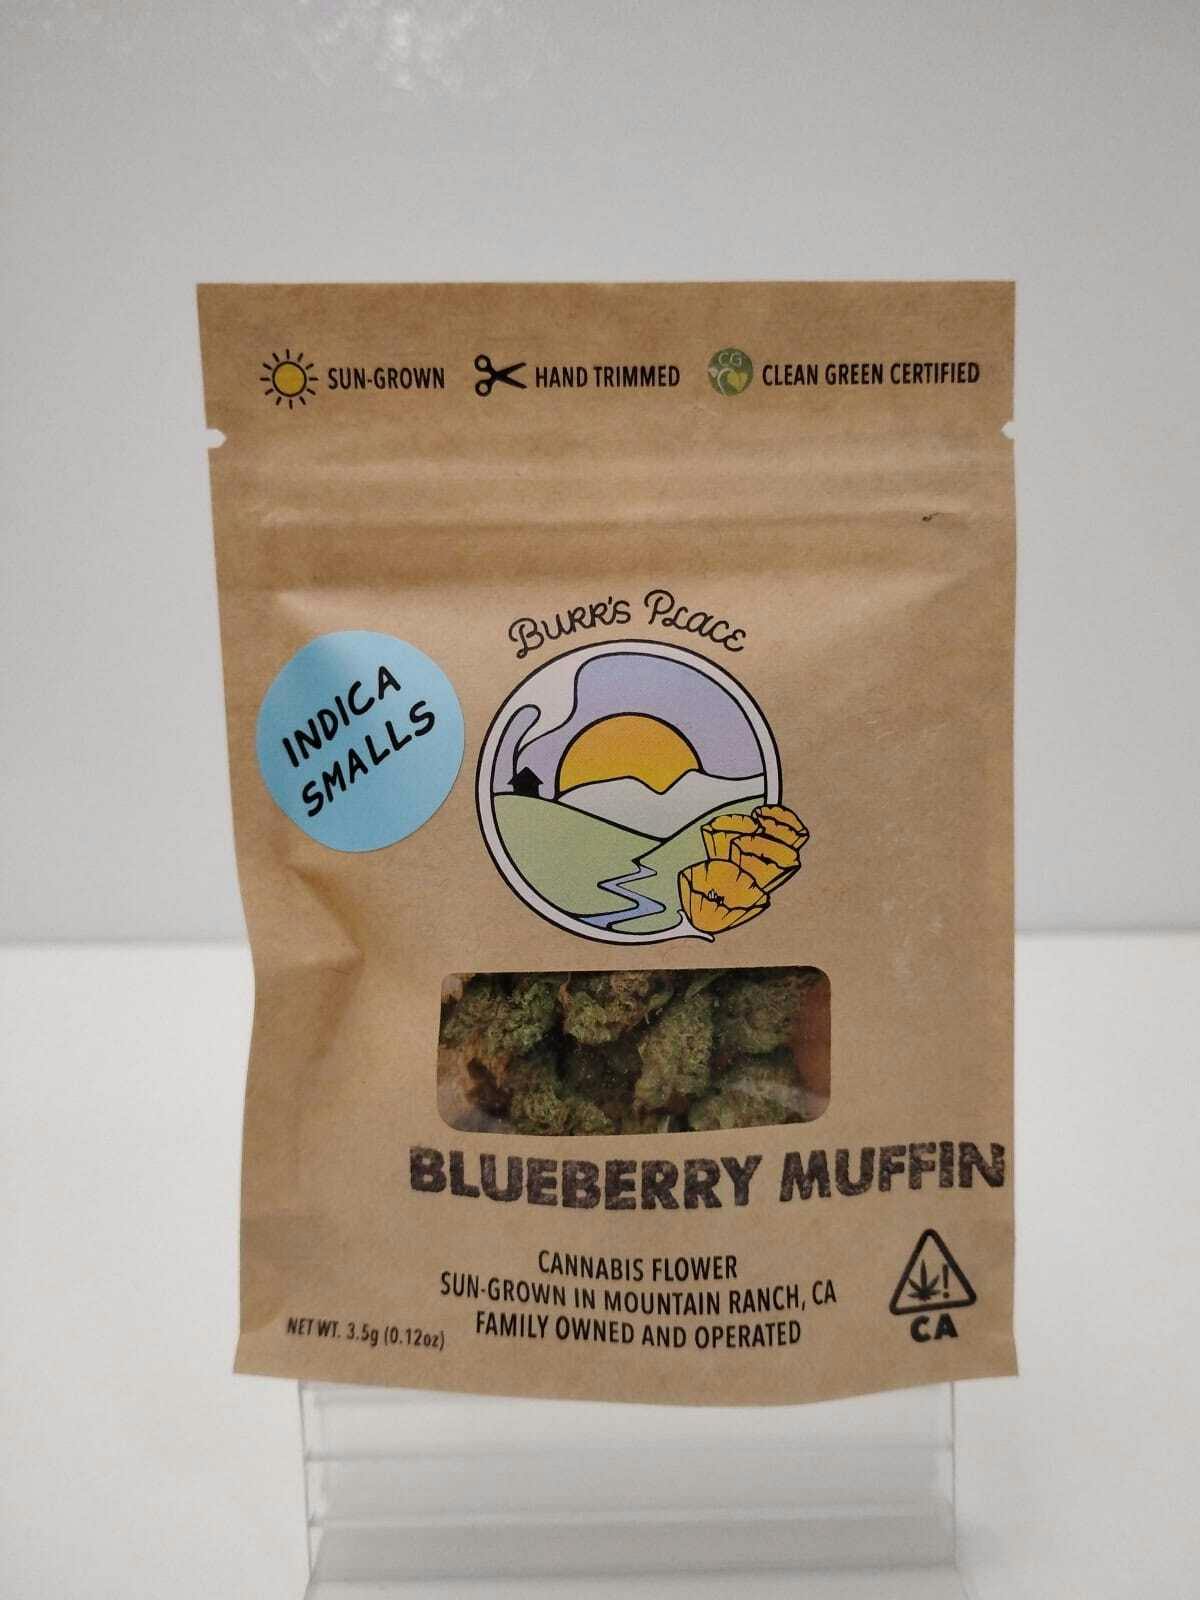 SUN-GROWN HAND TRIMMED CG CLEAN GREEN CERTIFIED
Burr's Place
INDICA
SMALLS
BLUEBERRY MUFFIN
CANNABIS FLOWER
SUN-GROWN IN MOUNTAIN RANCH, CA
FAMILY OWNED AND OPERATED
NET WT. 3.5g (0.12oz)
!
CA